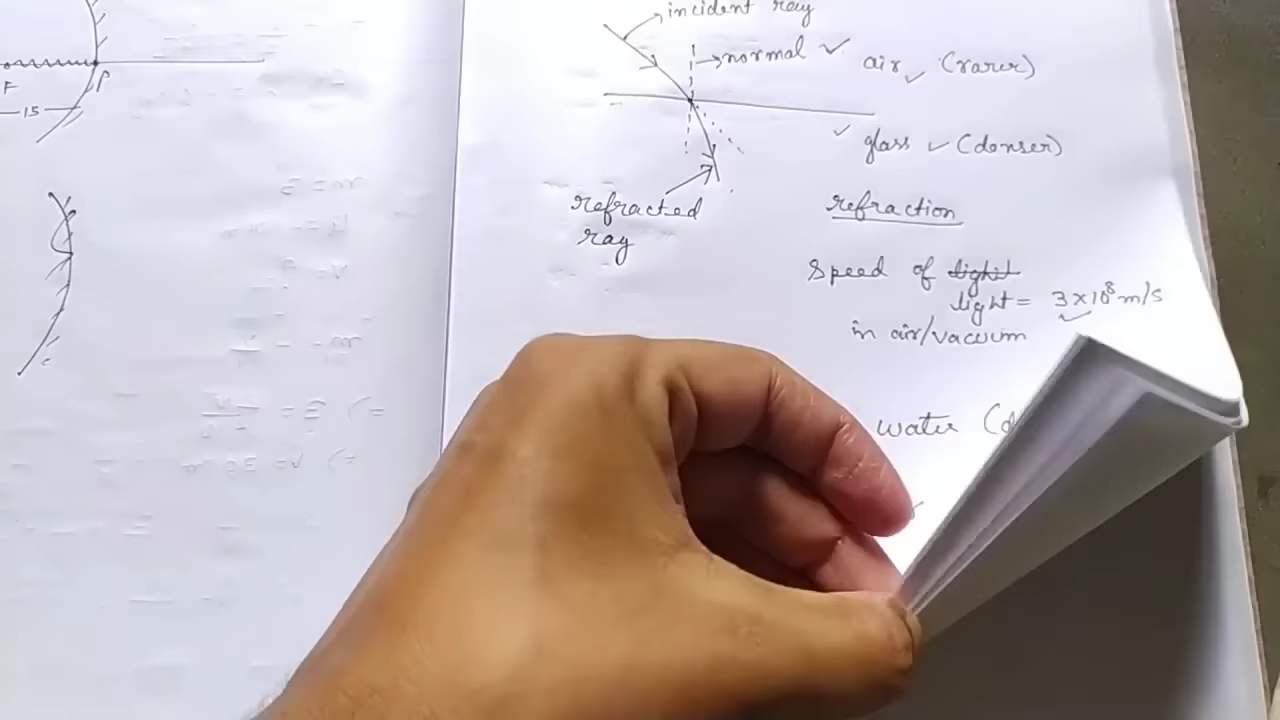 F
P
15
incident ray
normal
air (rarer)
glass (denser)
refracted
ray
refraction
speed of light
light = 3×10⁸ m/s
in air/vacuum
water